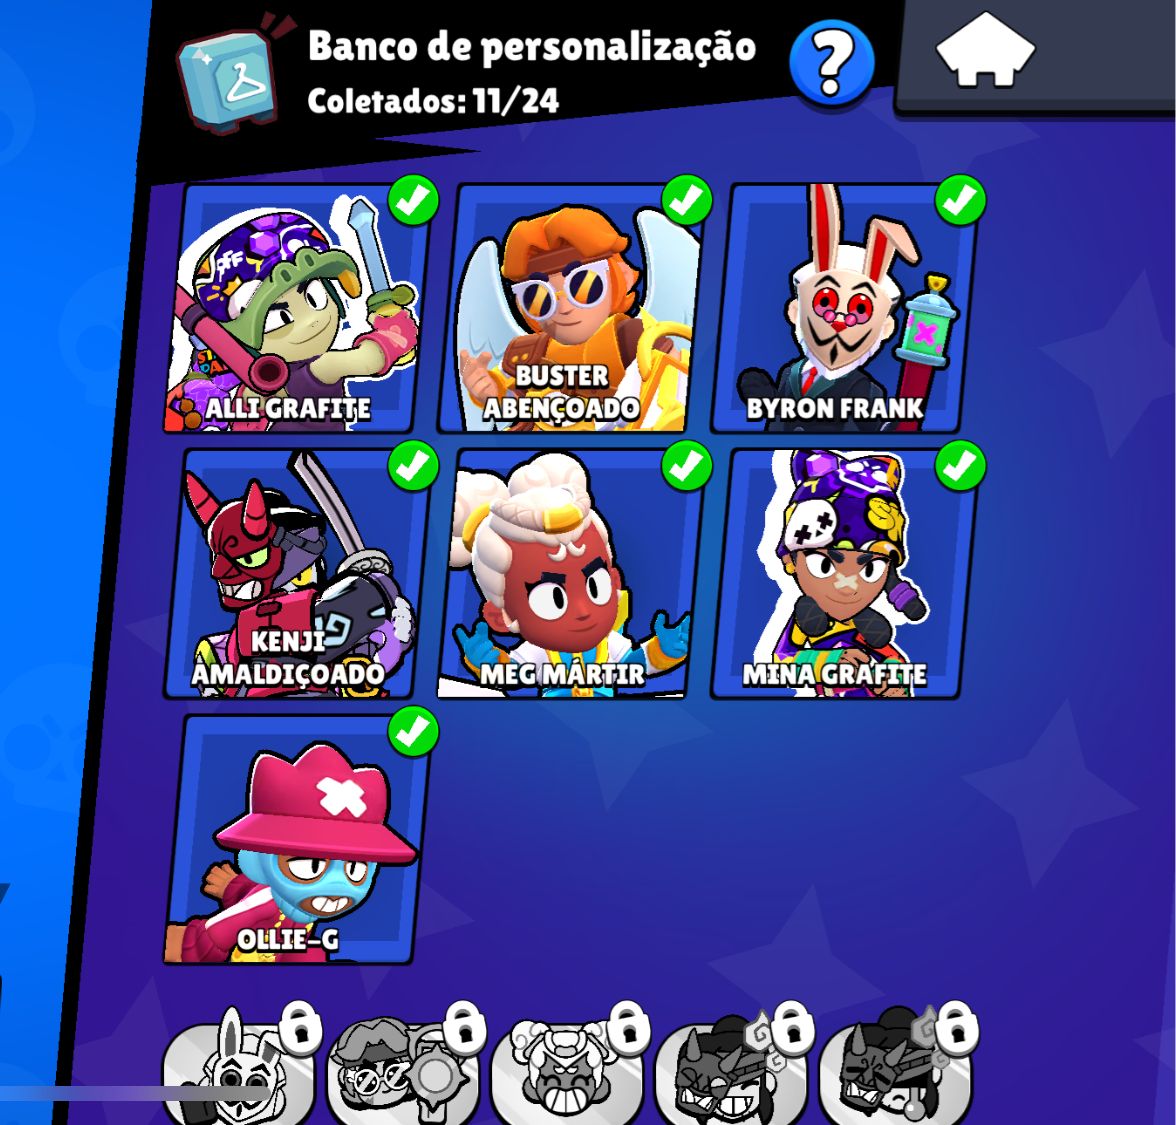 Banco de personalização
Coletados: 11/24
ALLI GRAFITE
BUSTER
ABENÇOADO
BYRON FRANK
KENJI
AMALDIÇOADO
MEG MÁRTIR
MINA GRAFITE
OLLIE-G